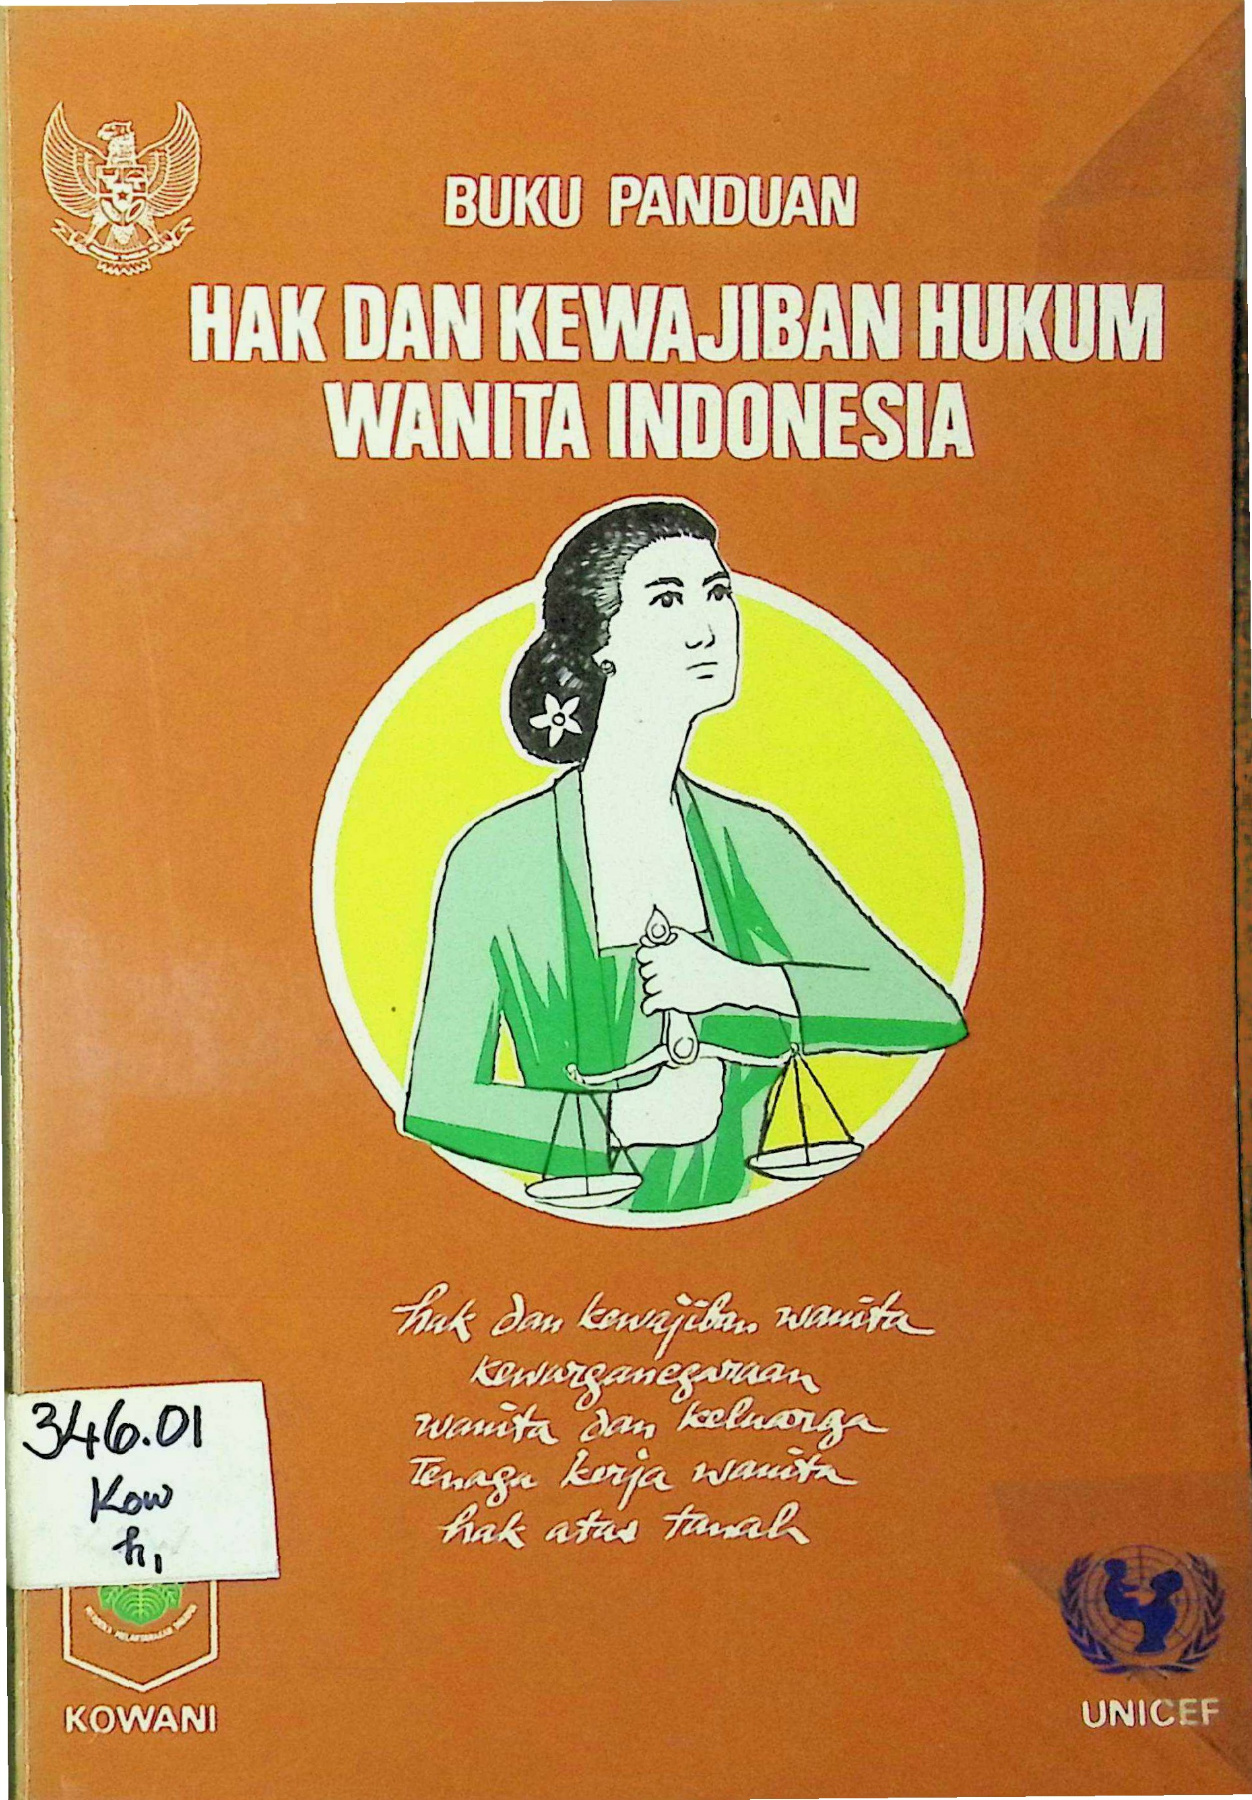 BUKU PANDUAN
HAK DAN KEWAJIBAN HUKUM
WANITA INDONESIA
hak dan kewajiban wanita
kewarganegaraan
wanita dan keluarga
Tenaga kerja wanita
hak atas tanah
346.01
Kow
h,
KOWANI
UNICEF